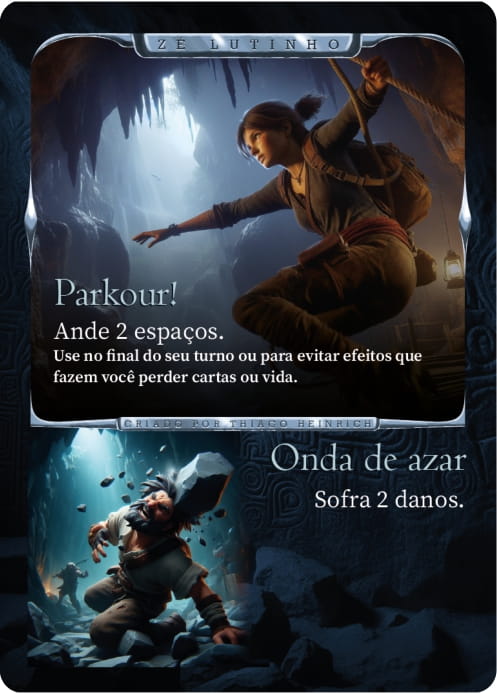 ZÉ LUTINHO
Parkour!
Ande 2 espaços.
Use no final do seu turno ou para evitar efeitos que
fazem você perder cartas ou vida.
CRIADO POR THIAGO HEINRICH
Onda de azar
Sofra 2 danos.